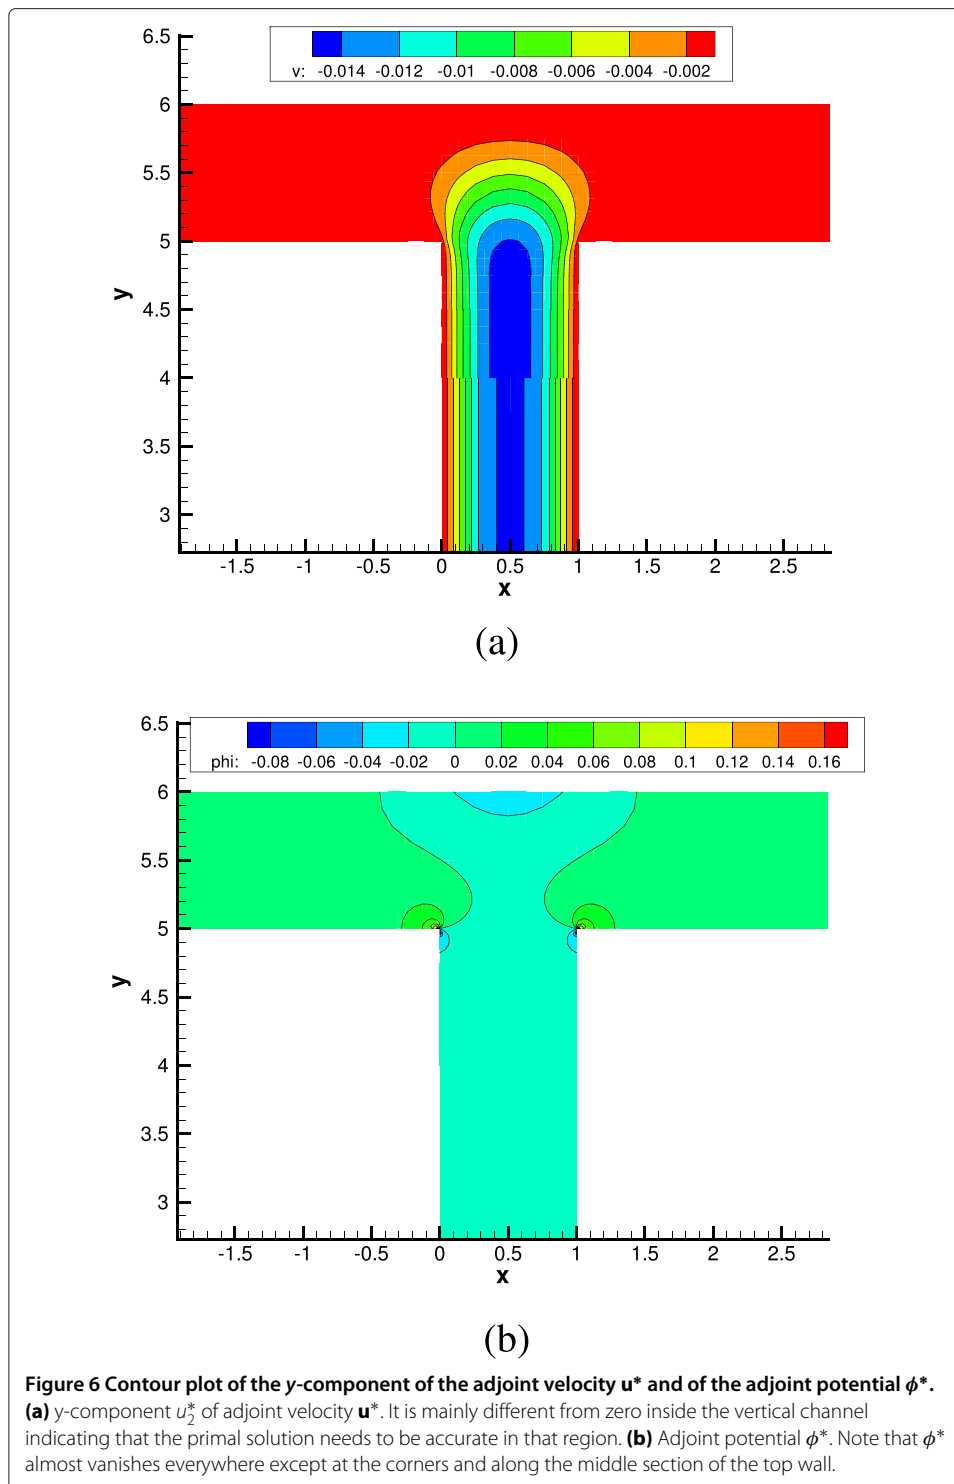 6.5
v: -0.014 -0.012 -0.01 -0.008 -0.006 -0.004 -0.002
6
5.5
5
4.5
4
3.5
3
y
-1.5 -1 -0.5 0 0.5 1 1.5 2 2.5
x
(a)
6.5
phi: -0.08 -0.06 -0.04 -0.02 0 0.02 0.04 0.06 0.08 0.1 0.12 0.14 0.16
6
5.5
5
4.5
4
3.5
3
y
-1.5 -1 -0.5 0 0.5 1 1.5 2 2.5
x
(b)
Figure 6 Contour plot of the y-component of the adjoint velocity u* and of the adjoint potential ϕ*.
(a) y-component u₂* of adjoint velocity u*. It is mainly different from zero inside the vertical channel
indicating that the primal solution needs to be accurate in that region. (b) Adjoint potential ϕ*. Note that ϕ*
almost vanishes everywhere except at the corners and along the middle section of the top wall.